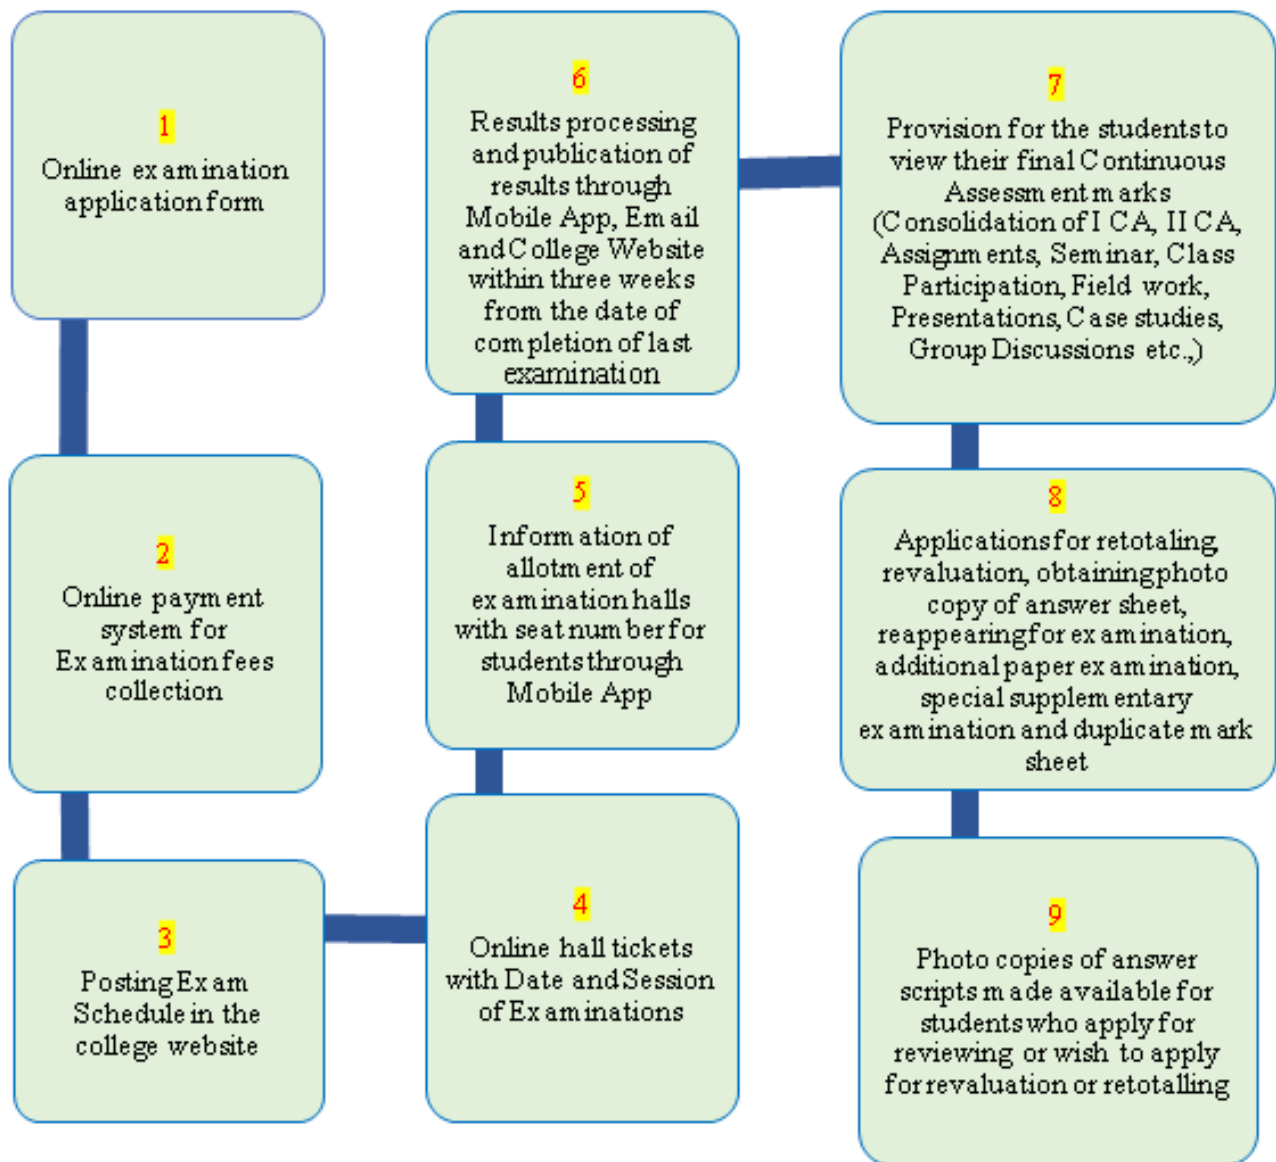 1
Online examination
application form
2
Online payment
system for
Examination fees
collection
3
Posting Exam
Schedule in the
college website
4
Online hall tickets
with Date and Session
of Examinations
5
Information of
allotment of
examination halls
with seat number for
students through
Mobile App
6
Results processing
and publication of
results through
Mobile App, Email
and College Website
within three weeks
from the date of
completion of last
examination
7
Provision for the students to
view their final Continuous
Assessment marks
(Consolidation of I CA, II CA,
Assignments, Seminar, Class
Participation, Field work,
Presentations, Case studies,
Group Discussions etc.,)
8
Applications for retotaling,
revaluation, obtaining photo
copy of answer sheet,
reappearing for examination,
additional paper examination,
special supplementary
examination and duplicate mark
sheet
9
Photo copies of answer
scripts made available for
students who apply for
reviewing or wish to apply
for revaluation or retotalling